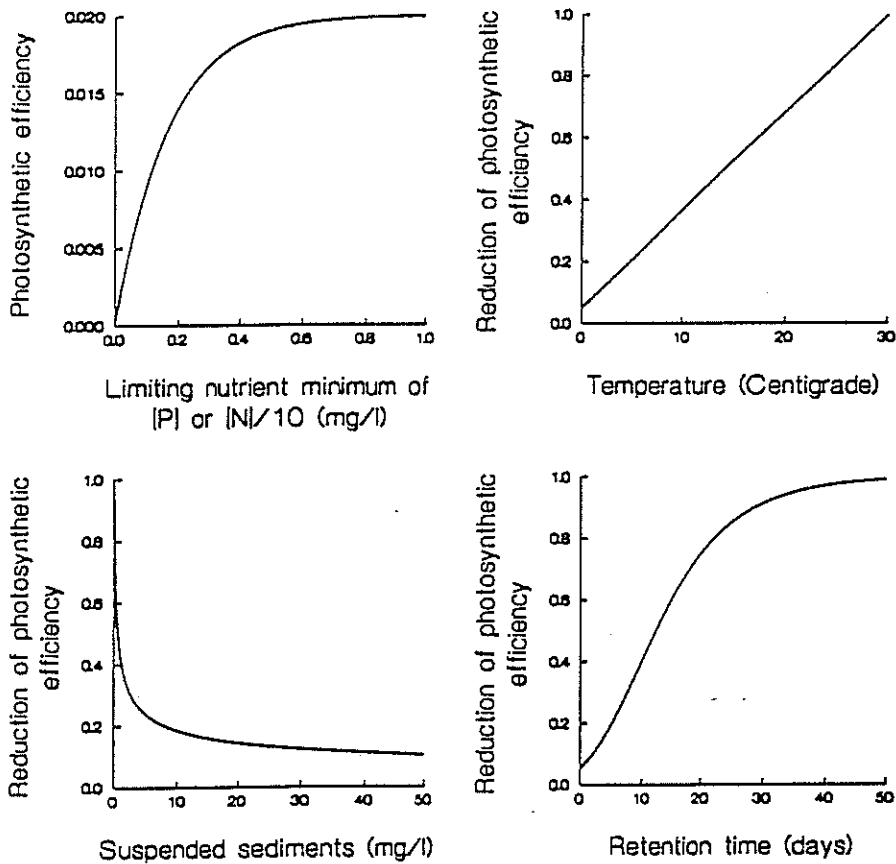 Photosynthetic efficiency
0.020
0.015
0.010
0.005
0.000
0.0 0.2 0.4 0.6 0.8 1.0
Limiting nutrient minimum of
|P| or |N|/10 (mg/l)
Reduction of photosynthetic
efficiency
1.0
0.8
0.6
0.4
0.2
0.0
0 10 20 30
Temperature (Centigrade)
Reduction of photosynthetic
efficiency
1.0
0.8
0.6
0.4
0.2
0.0
0 10 20 30 40 50
Suspended sediments (mg/l)
Reduction of photosynthetic
efficiency
1.0
0.8
0.6
0.4
0.2
0.0
0 10 20 30 40 50
Retention time (days)